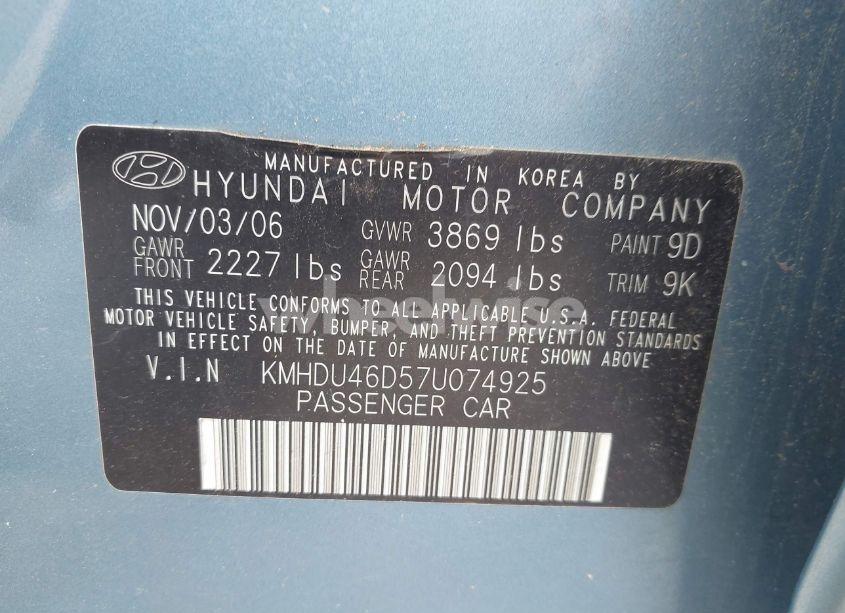 MANUFACTURED IN KOREA BY
HYUNDAI MOTOR COMPANY
NOV/03/06 GVWR 3869 lbs PAINT 9D
GAWR FRONT 2227 lbs GAWR REAR 2094 lbs TRIM 9K
THIS VEHICLE CONFORMS TO ALL APPLICABLE U.S.A. FEDERAL
MOTOR VEHICLE SAFETY, BUMPER, AND THEFT PREVENTION STANDARDS
IN EFFECT ON THE DATE OF MANUFACTURE SHOWN ABOVE
V.I.N KMHDU46D57U074925
PASSENGER CAR
wheelwise